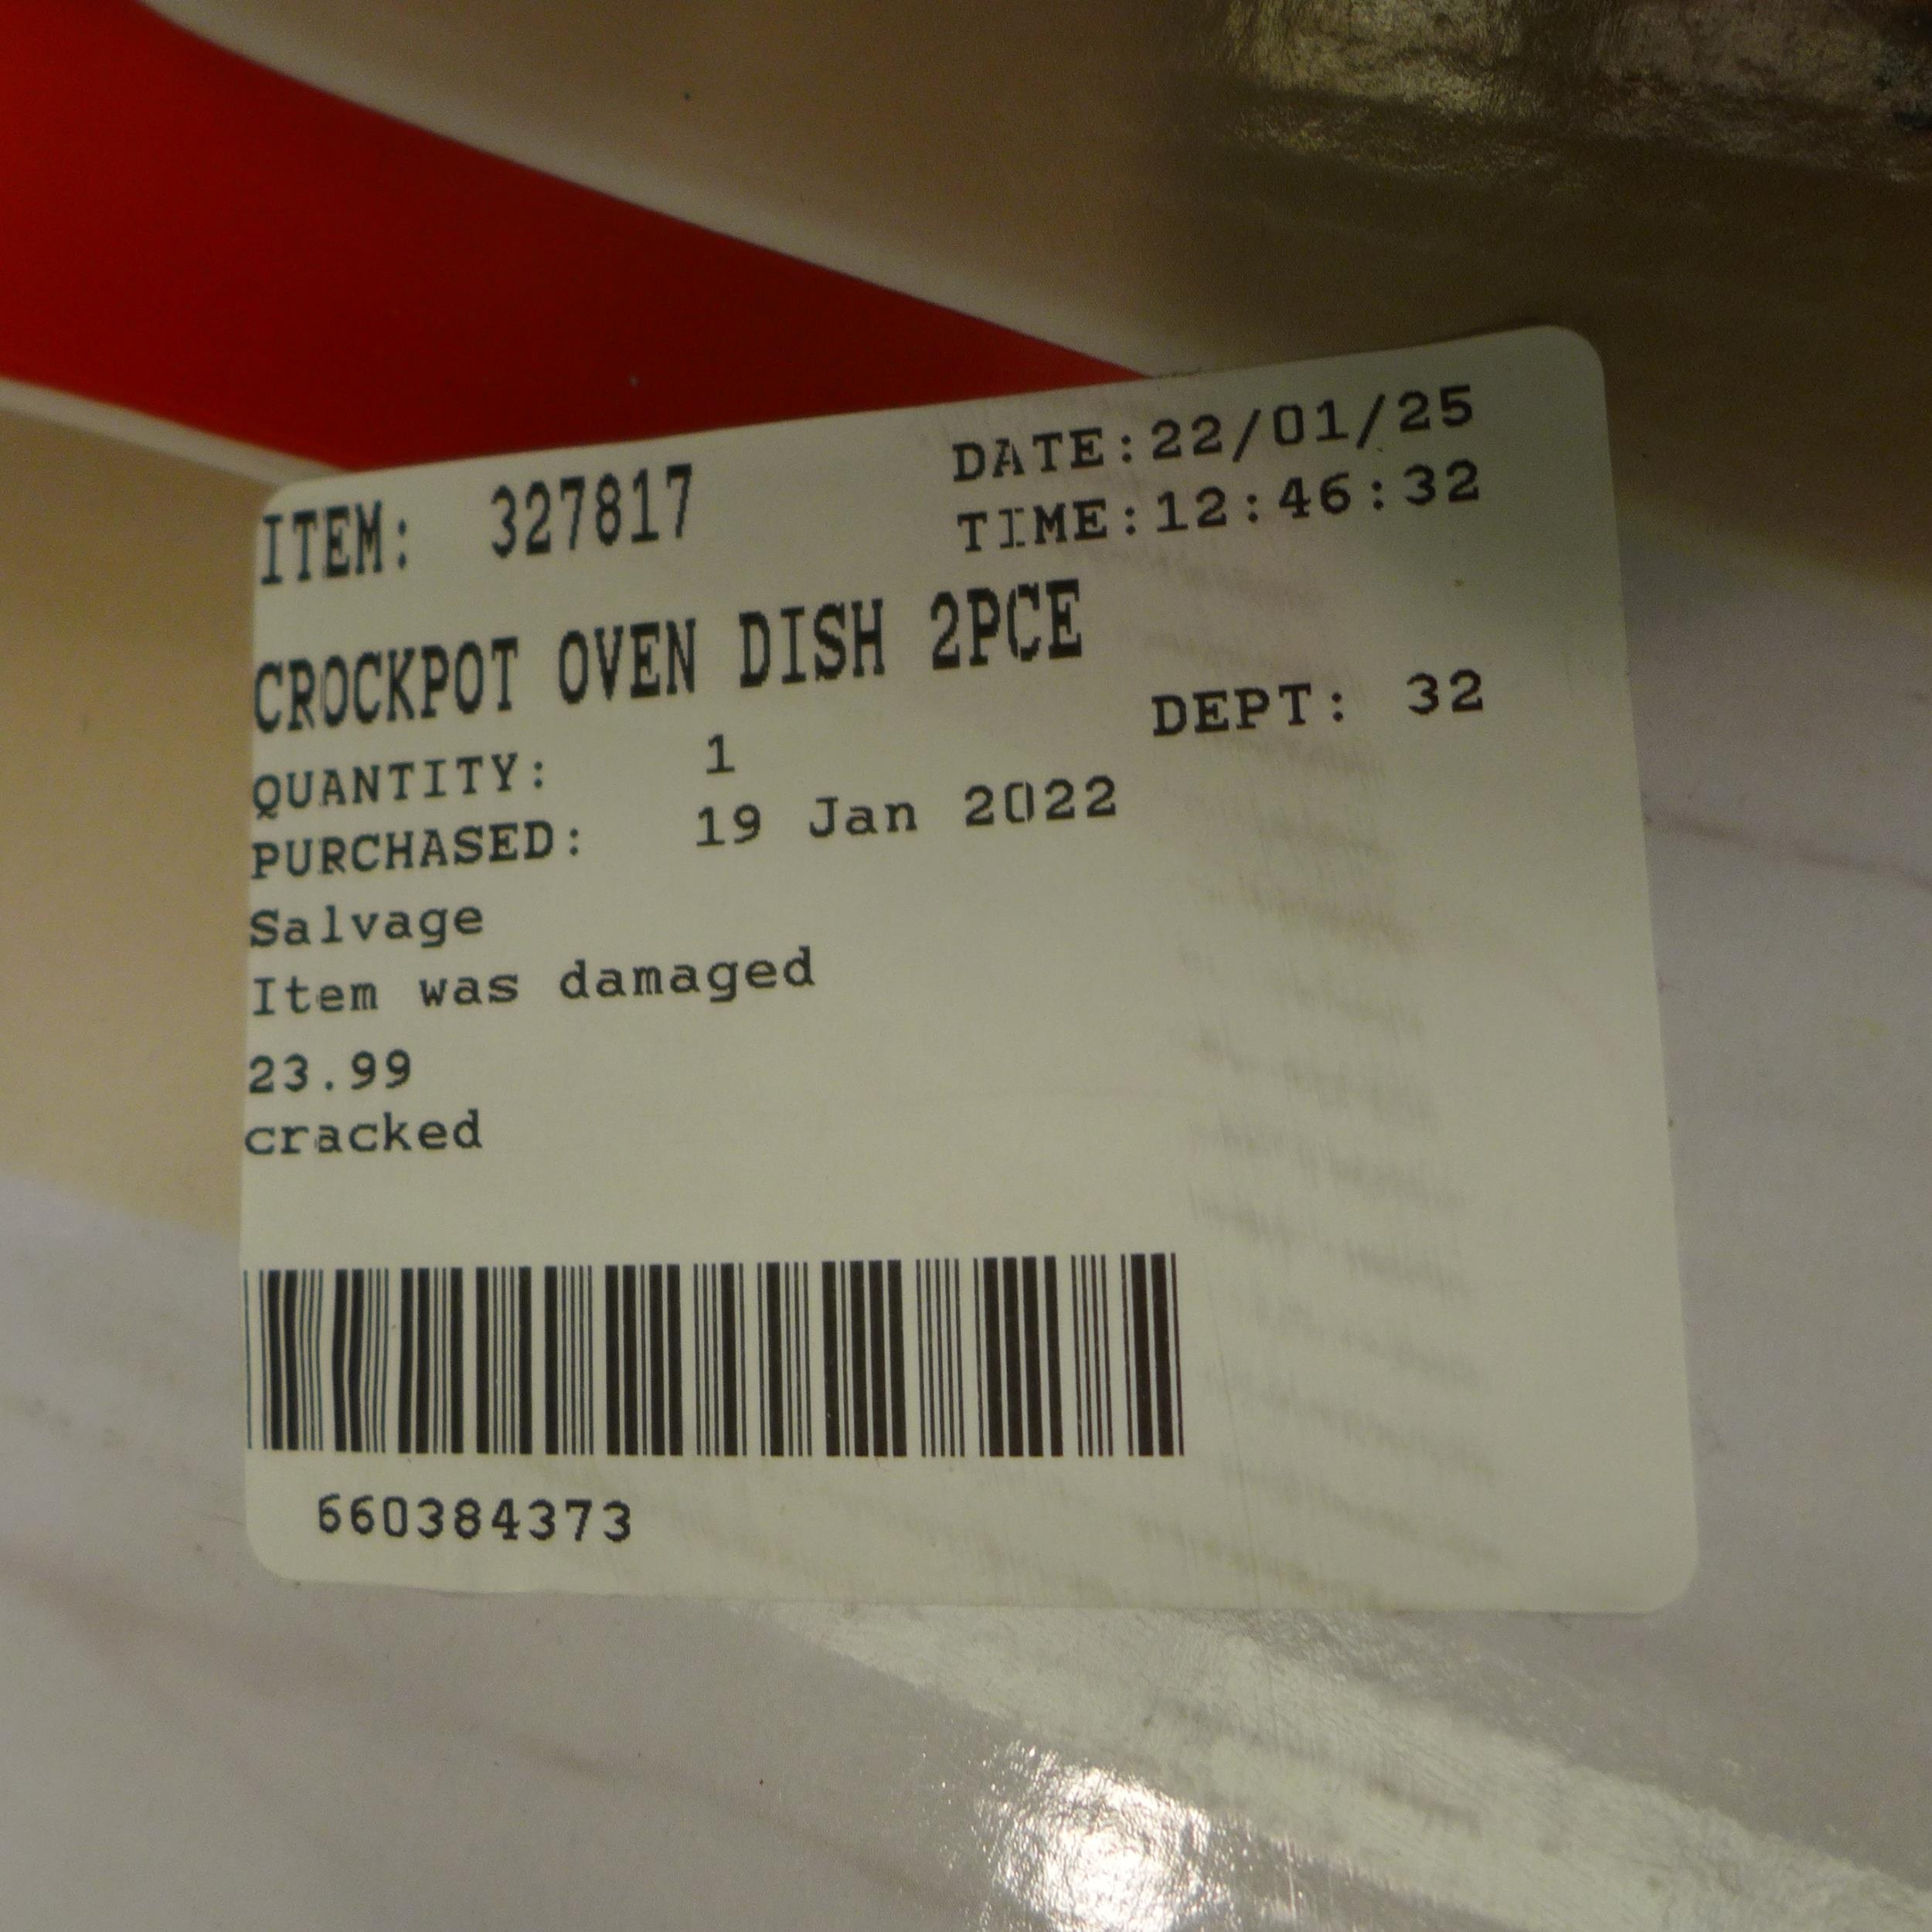 ITEM: 327817
DATE:22/01/25
TIME:12:46:32
CROCKPOT OVEN DISH 2PCE
DEPT: 32
QUANTITY: 1
PURCHASED: 19 Jan 2022
Salvage
Item was damaged
23.99
cracked
660384373